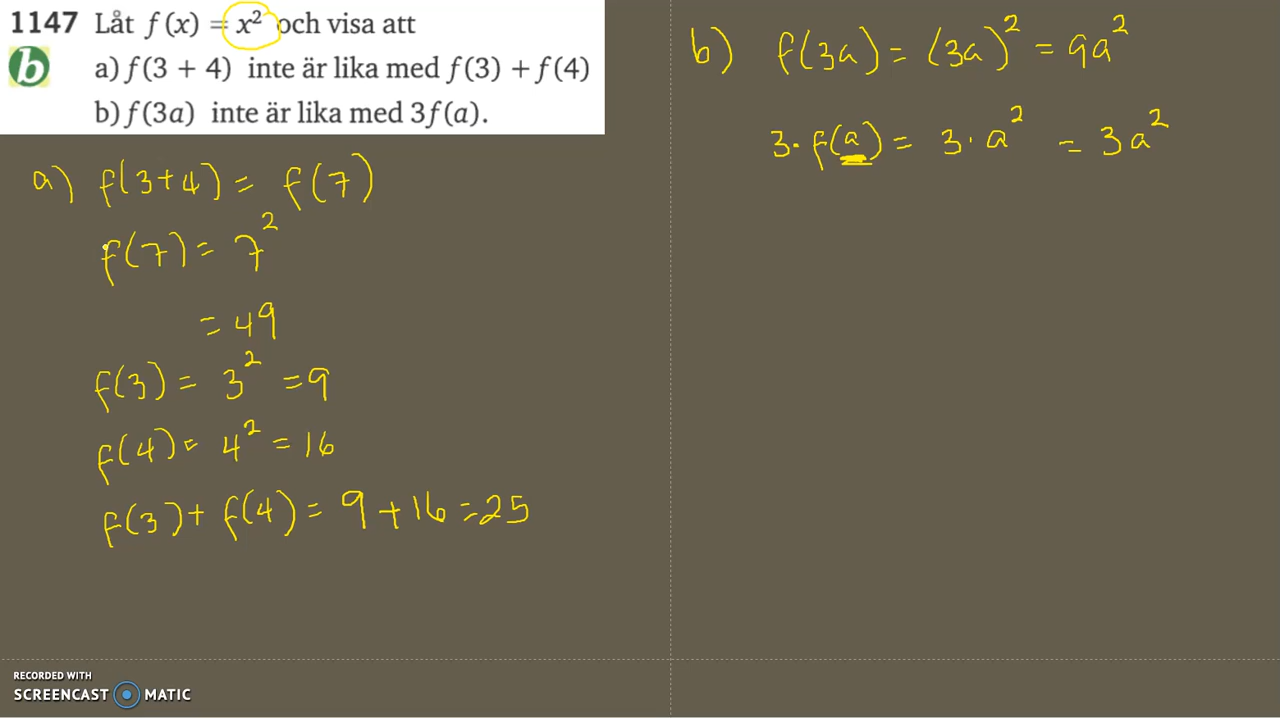 1147 Låt f(x) = x² och visa att
b a) f(3 + 4) inte är lika med f(3) + f(4)
b) f(3a) inte är lika med 3f(a).
a) f(3+4) = f(7)
f(7) = 7²
= 49
f(3) = 3² = 9
f(4) = 4² = 16
f(3) + f(4) = 9 + 16 = 25
b) f(3a) = (3a)² = 9a²
3 · f(a) = 3 · a² = 3a²
RECORDED WITH
SCREENCAST MATIC